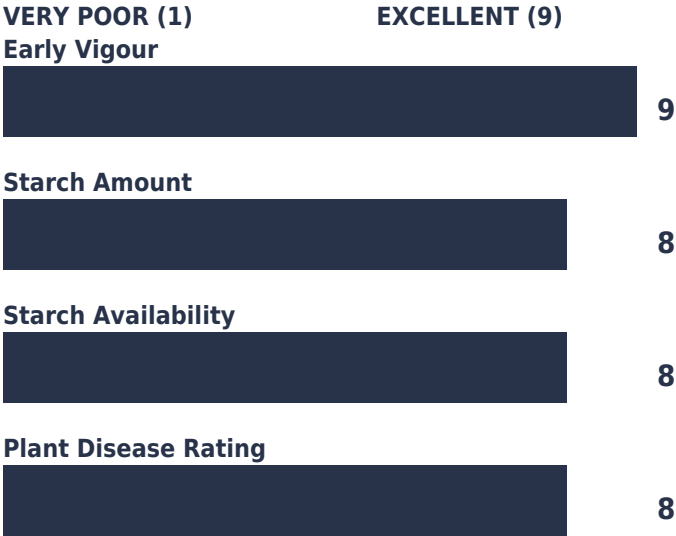 VERY POOR (1) EXCELLENT (9)
Early Vigour
9
Starch Amount
8
Starch Availability
8
Plant Disease Rating
8